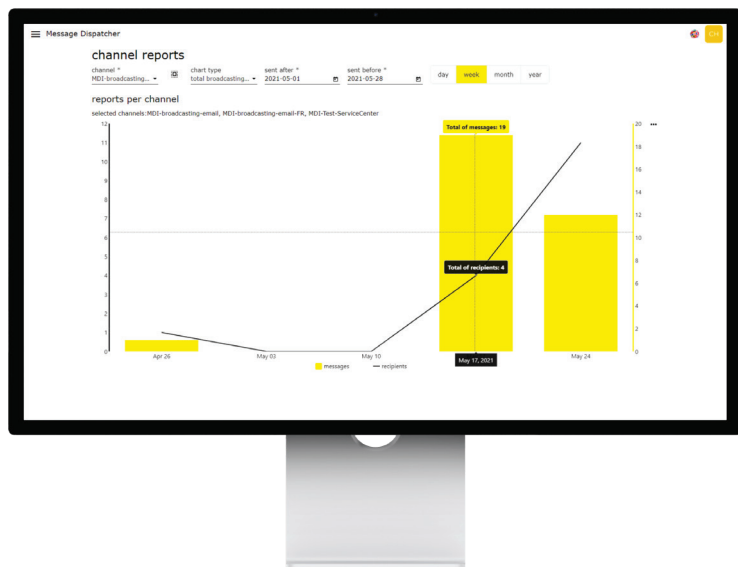 Message Dispatcher
CH
channel reports
channel * chart type sent after * sent before *
MDI-broadcasting... total broadcasting... 2021-05-01 2021-05-28 day week month year
reports per channel
selected channels:MDI-broadcasting-email, MDI-broadcasting-email-FR, MDI-Test-ServiceCenter
12 20
Total of messages: 19
11 18
10 16
9
8 14
7 12
6 10
5 8
Total of recipients: 4
4 6
3
2 4
1 2
0 0
Apr 26 May 03 May 10 May 17, 2021 May 24
messages recipients